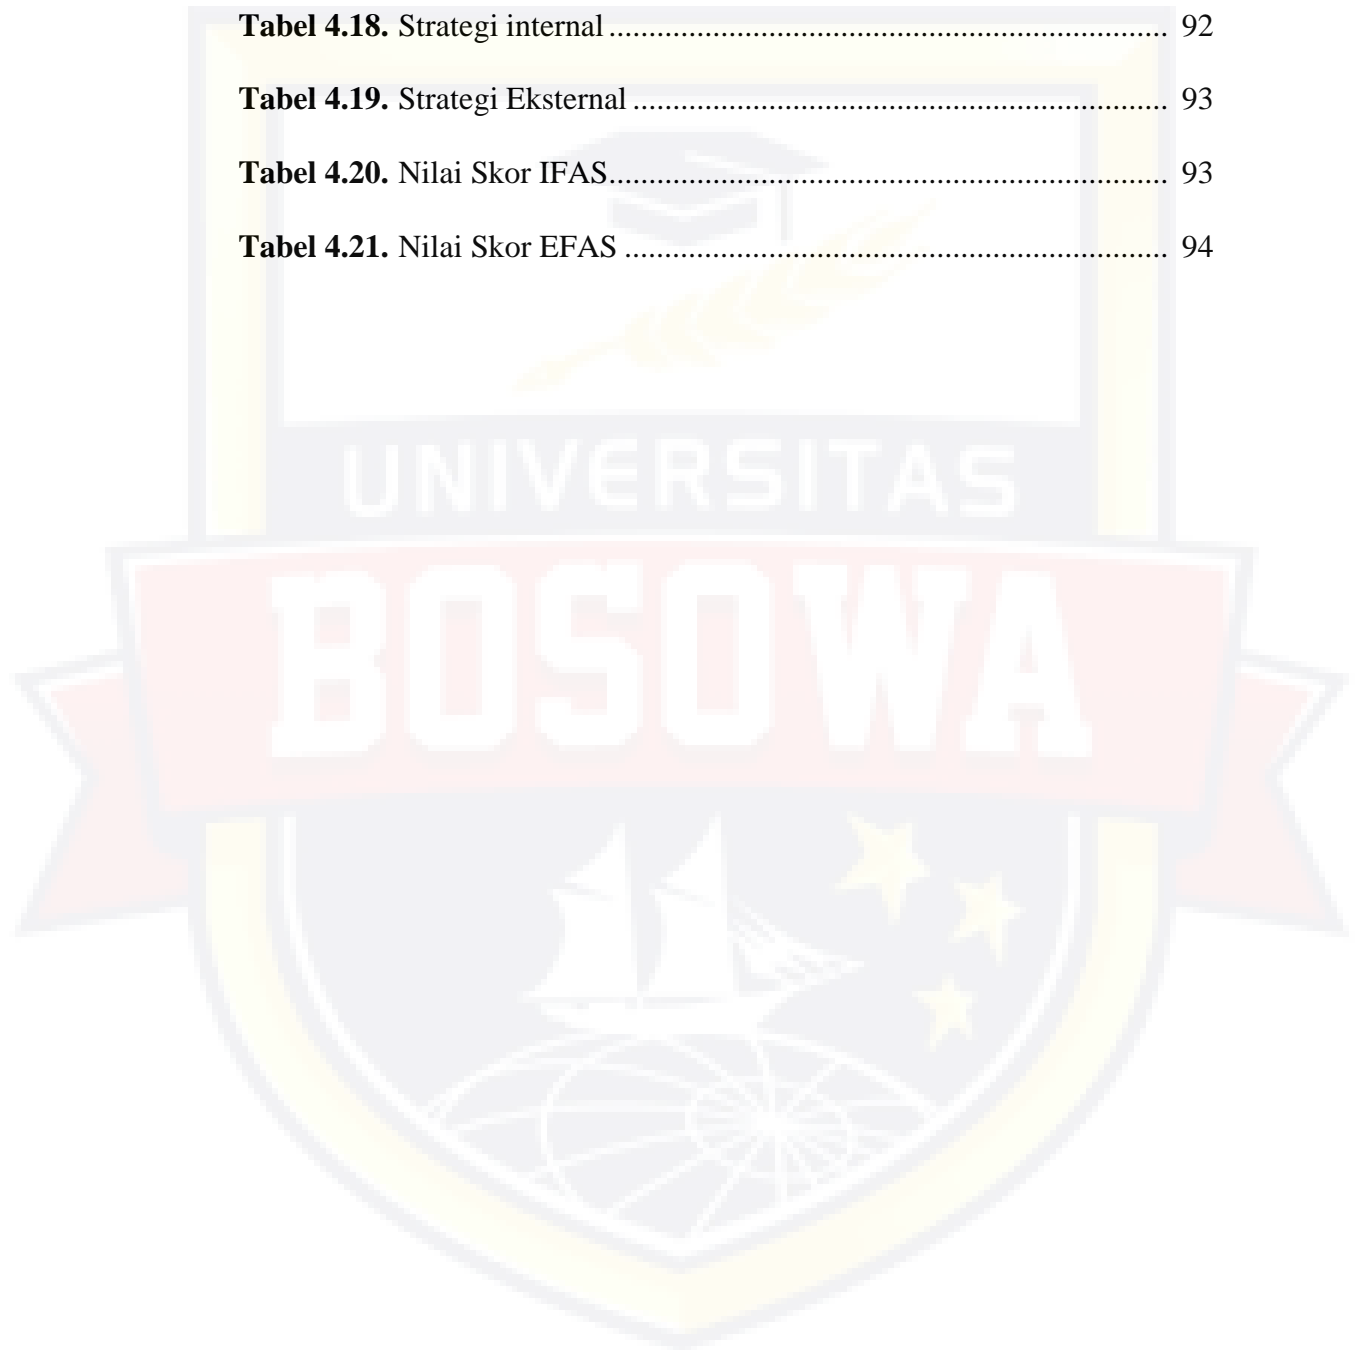 Tabel 4.18. Strategi internal ...................................................................... 92
Tabel 4.19. Strategi Eksternal ................................................................... 93
Tabel 4.20. Nilai Skor IFAS...................................................................... 93
Tabel 4.21. Nilai Skor EFAS .................................................................... 94
UNIVERSITAS
BOSOWA